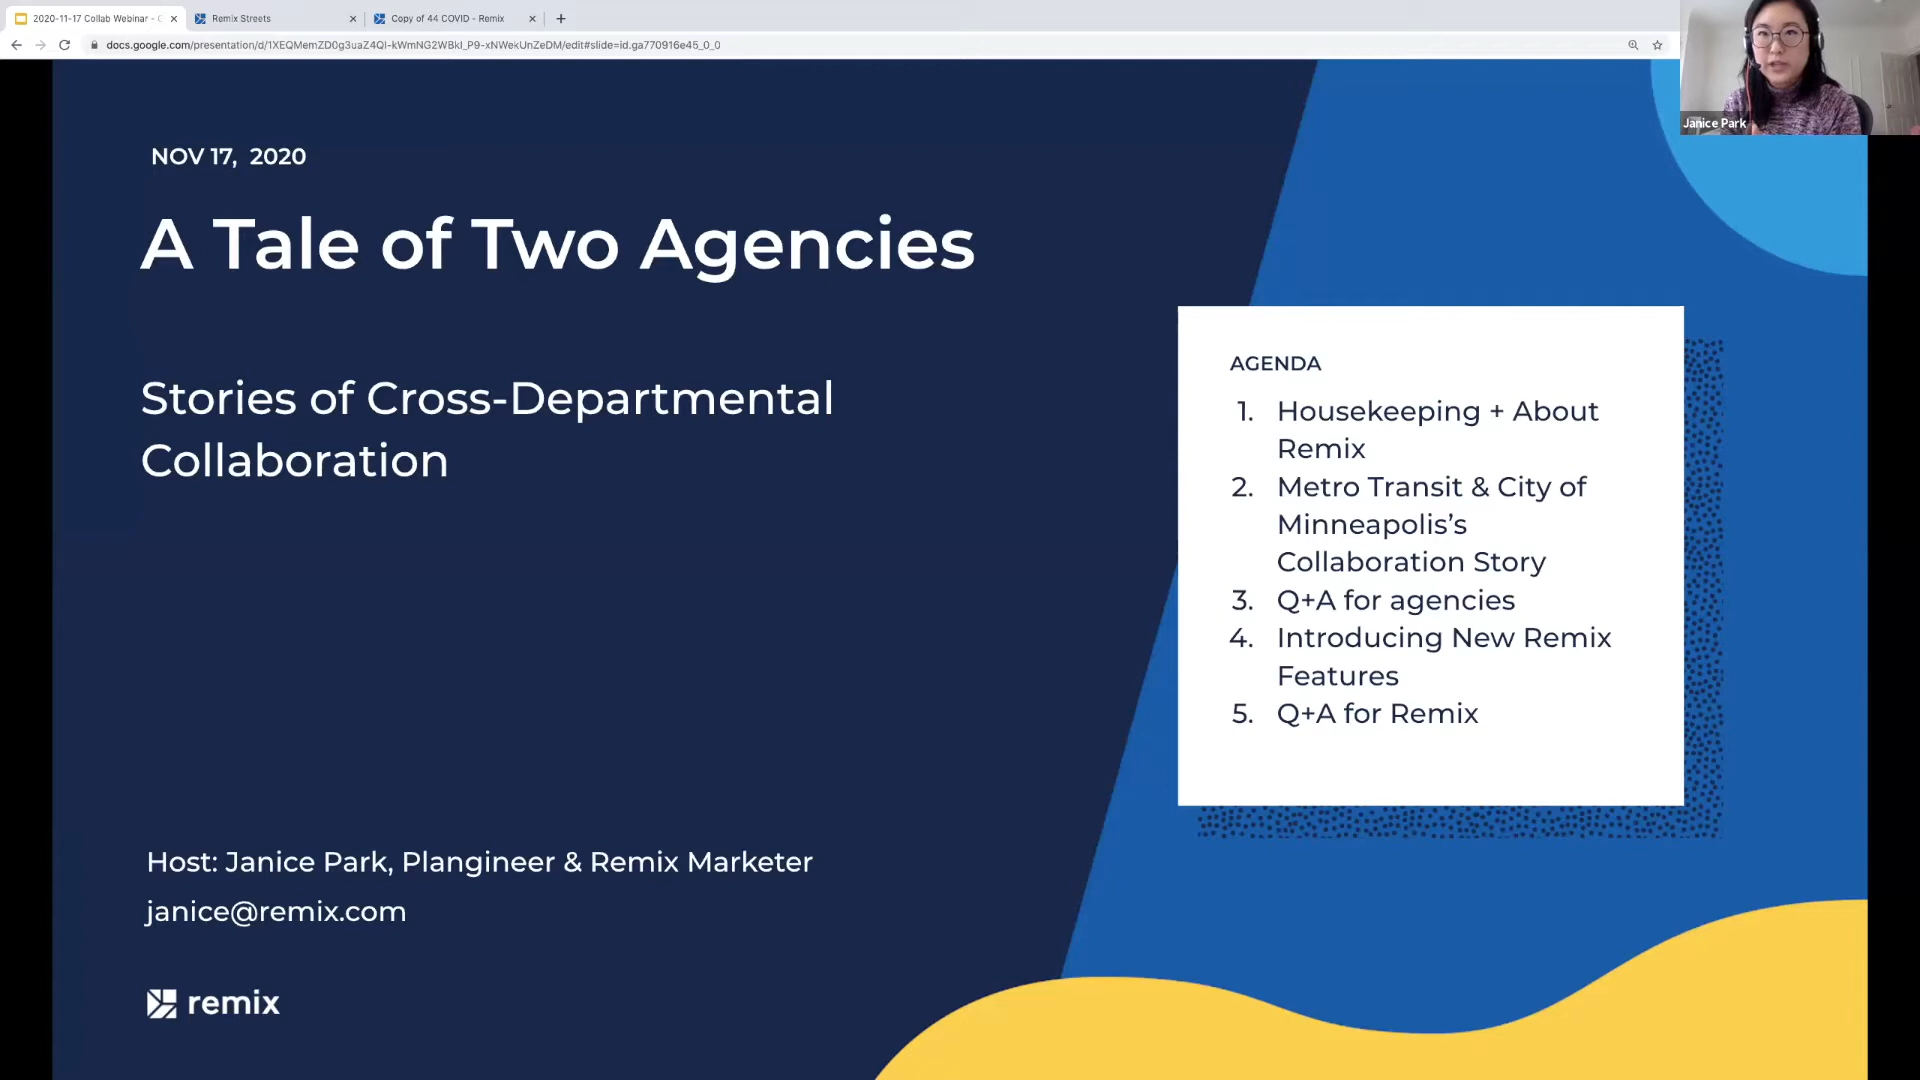 2020-11-17 Collab Webinar - 
Remix Streets
Copy of 44 COVID - Remix
docs.google.com/presentation/d/1XEQMemZD0g3uaZ4QI-kWmNG2WBkI_P9-xNWekUnZeDM/edit#slide=id.ga770916e45_0_0
Janice Park
NOV 17, 2020
A Tale of Two Agencies
Stories of Cross-Departmental
Collaboration
AGENDA
1. Housekeeping + About
Remix
2. Metro Transit & City of
Minneapolis’s
Collaboration Story
3. Q+A for agencies
4. Introducing New Remix
Features
5. Q+A for Remix
Host: Janice Park, Plangineer & Remix Marketer
janice@remix.com
remix